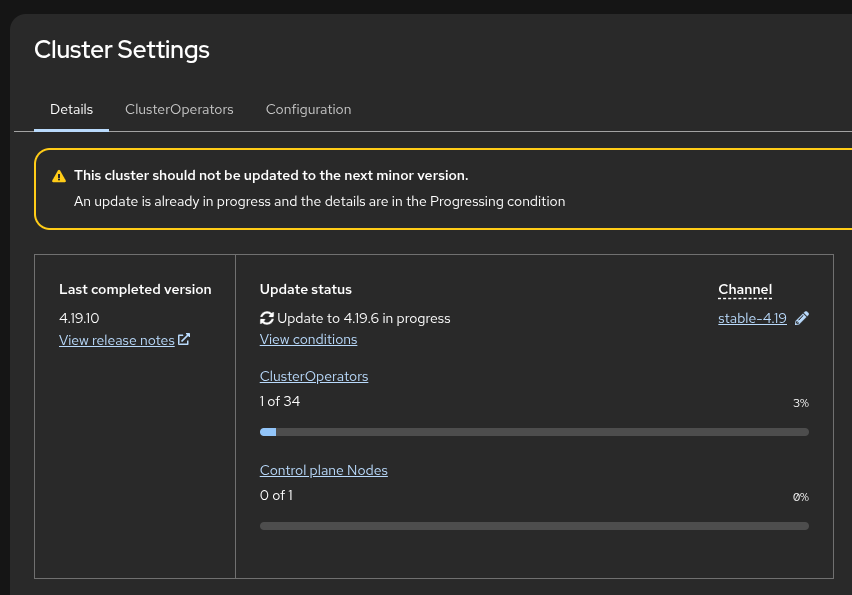 Cluster Settings
Details ClusterOperators Configuration
This cluster should not be updated to the next minor version.
An update is already in progress and the details are in the Progressing condition
Last completed version
4.19.10
View release notes
Update status
Update to 4.19.6 in progress
View conditions
Channel
stable-4.19
ClusterOperators
1 of 34
3%
Control plane Nodes
0 of 1
0%